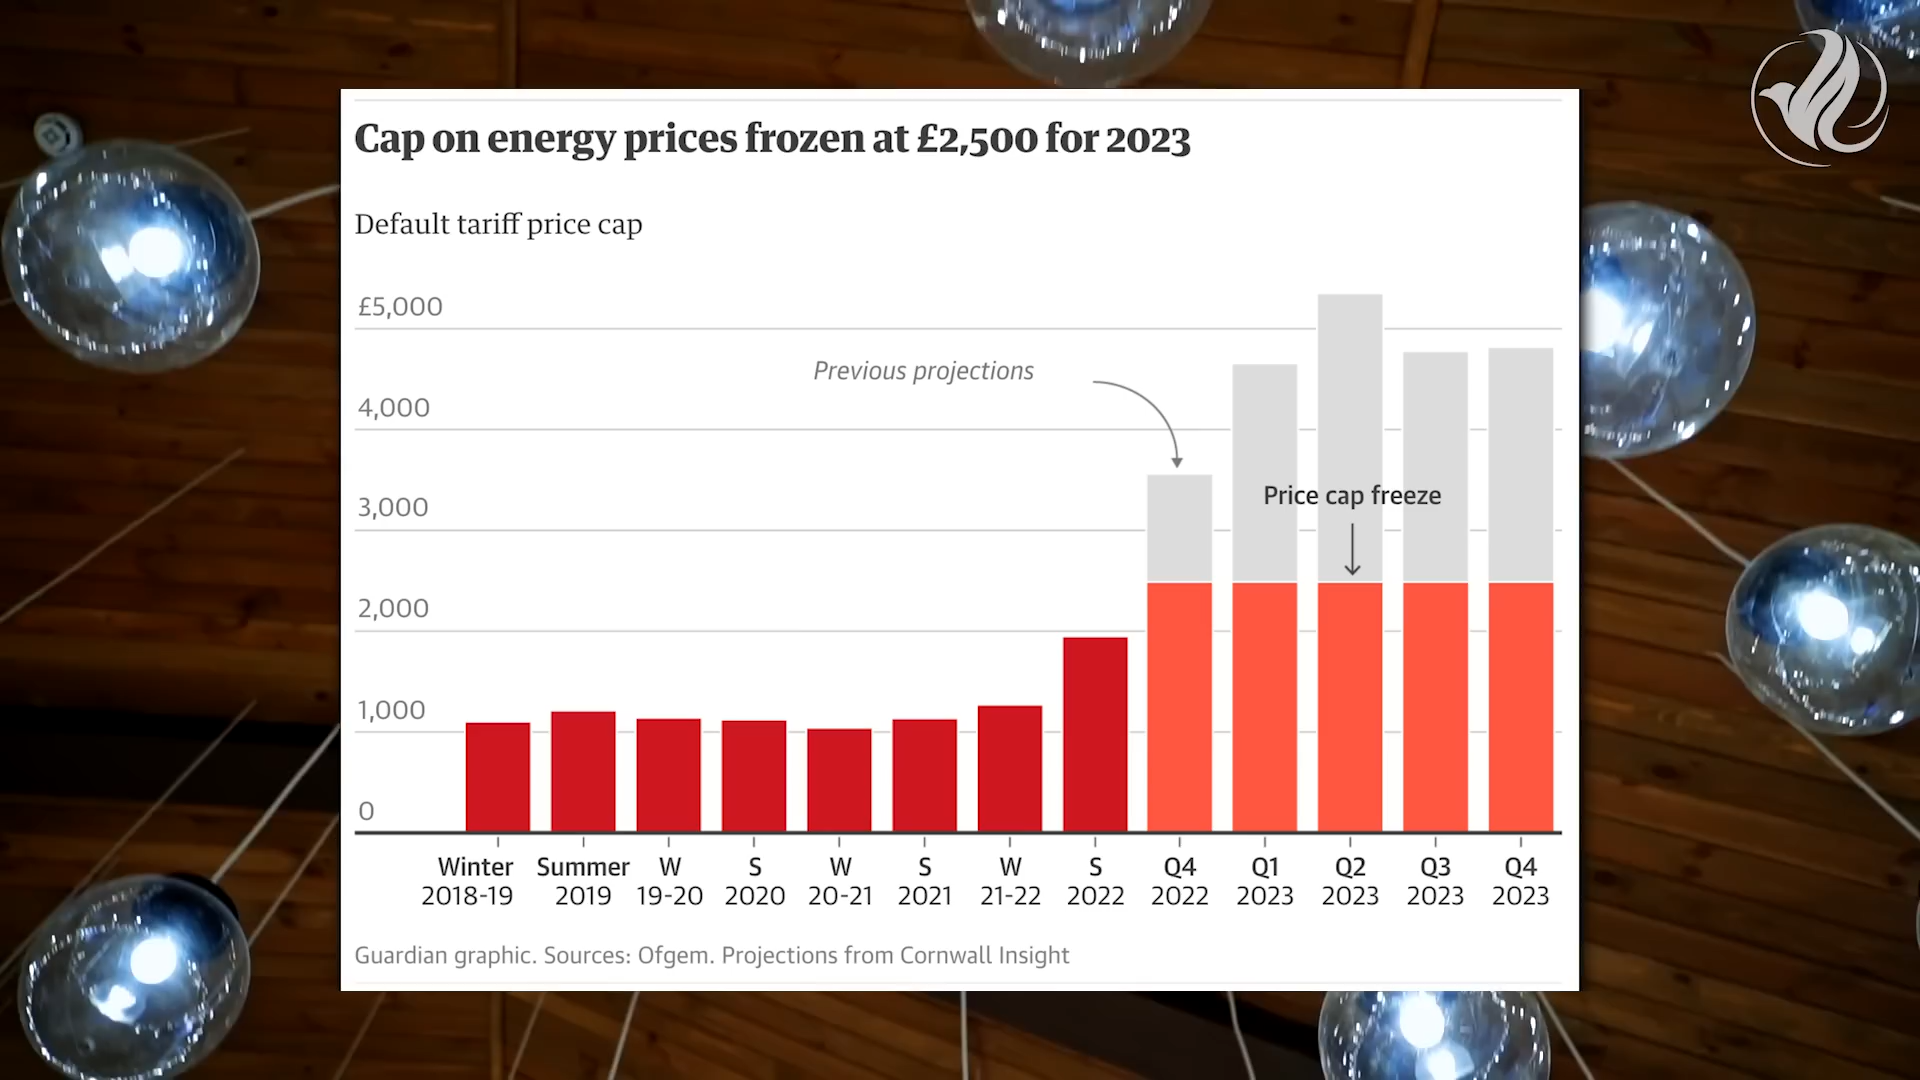 Cap on energy prices frozen at £2,500 for 2023
Default tariff price cap
£5,000
Previous projections
4,000
3,000
Price cap freeze
2,000
1,000
0
Winter Summer W S W S W S Q4 Q1 Q2 Q3 Q4
2018-19 2019 19-20 2020 20-21 2021 21-22 2022 2022 2023 2023 2023 2023
Guardian graphic. Sources: Ofgem. Projections from Cornwall Insight